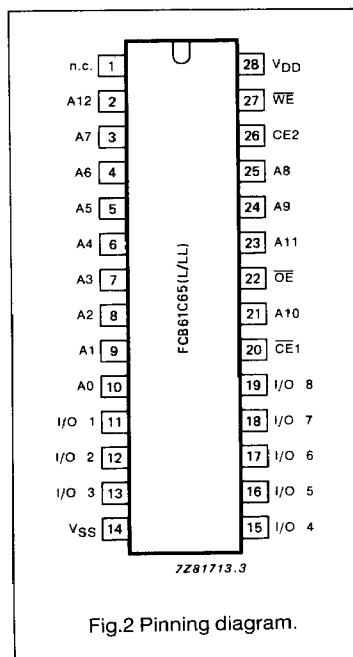 n.c. 1 28 VDD
A12 2 27 W̅E̅
A7 3 26 CE2
A6 4 25 A8
A5 5 24 A9
A4 6 23 A11
A3 7 22 O̅E̅
A2 8 21 A10
A1 9 20 C̅E̅1
A0 10 19 I/O 8
I/O 1 11 18 I/O 7
I/O 2 12 17 I/O 6
I/O 3 13 16 I/O 5
VSS 14 15 I/O 4
FCB61C65(L/LL)
7Z81713.3
Fig.2 Pinning diagram.